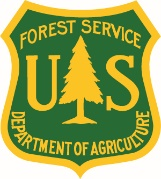 FOREST SERVICE
U S
DEPARTMENT OF AGRICULTURE